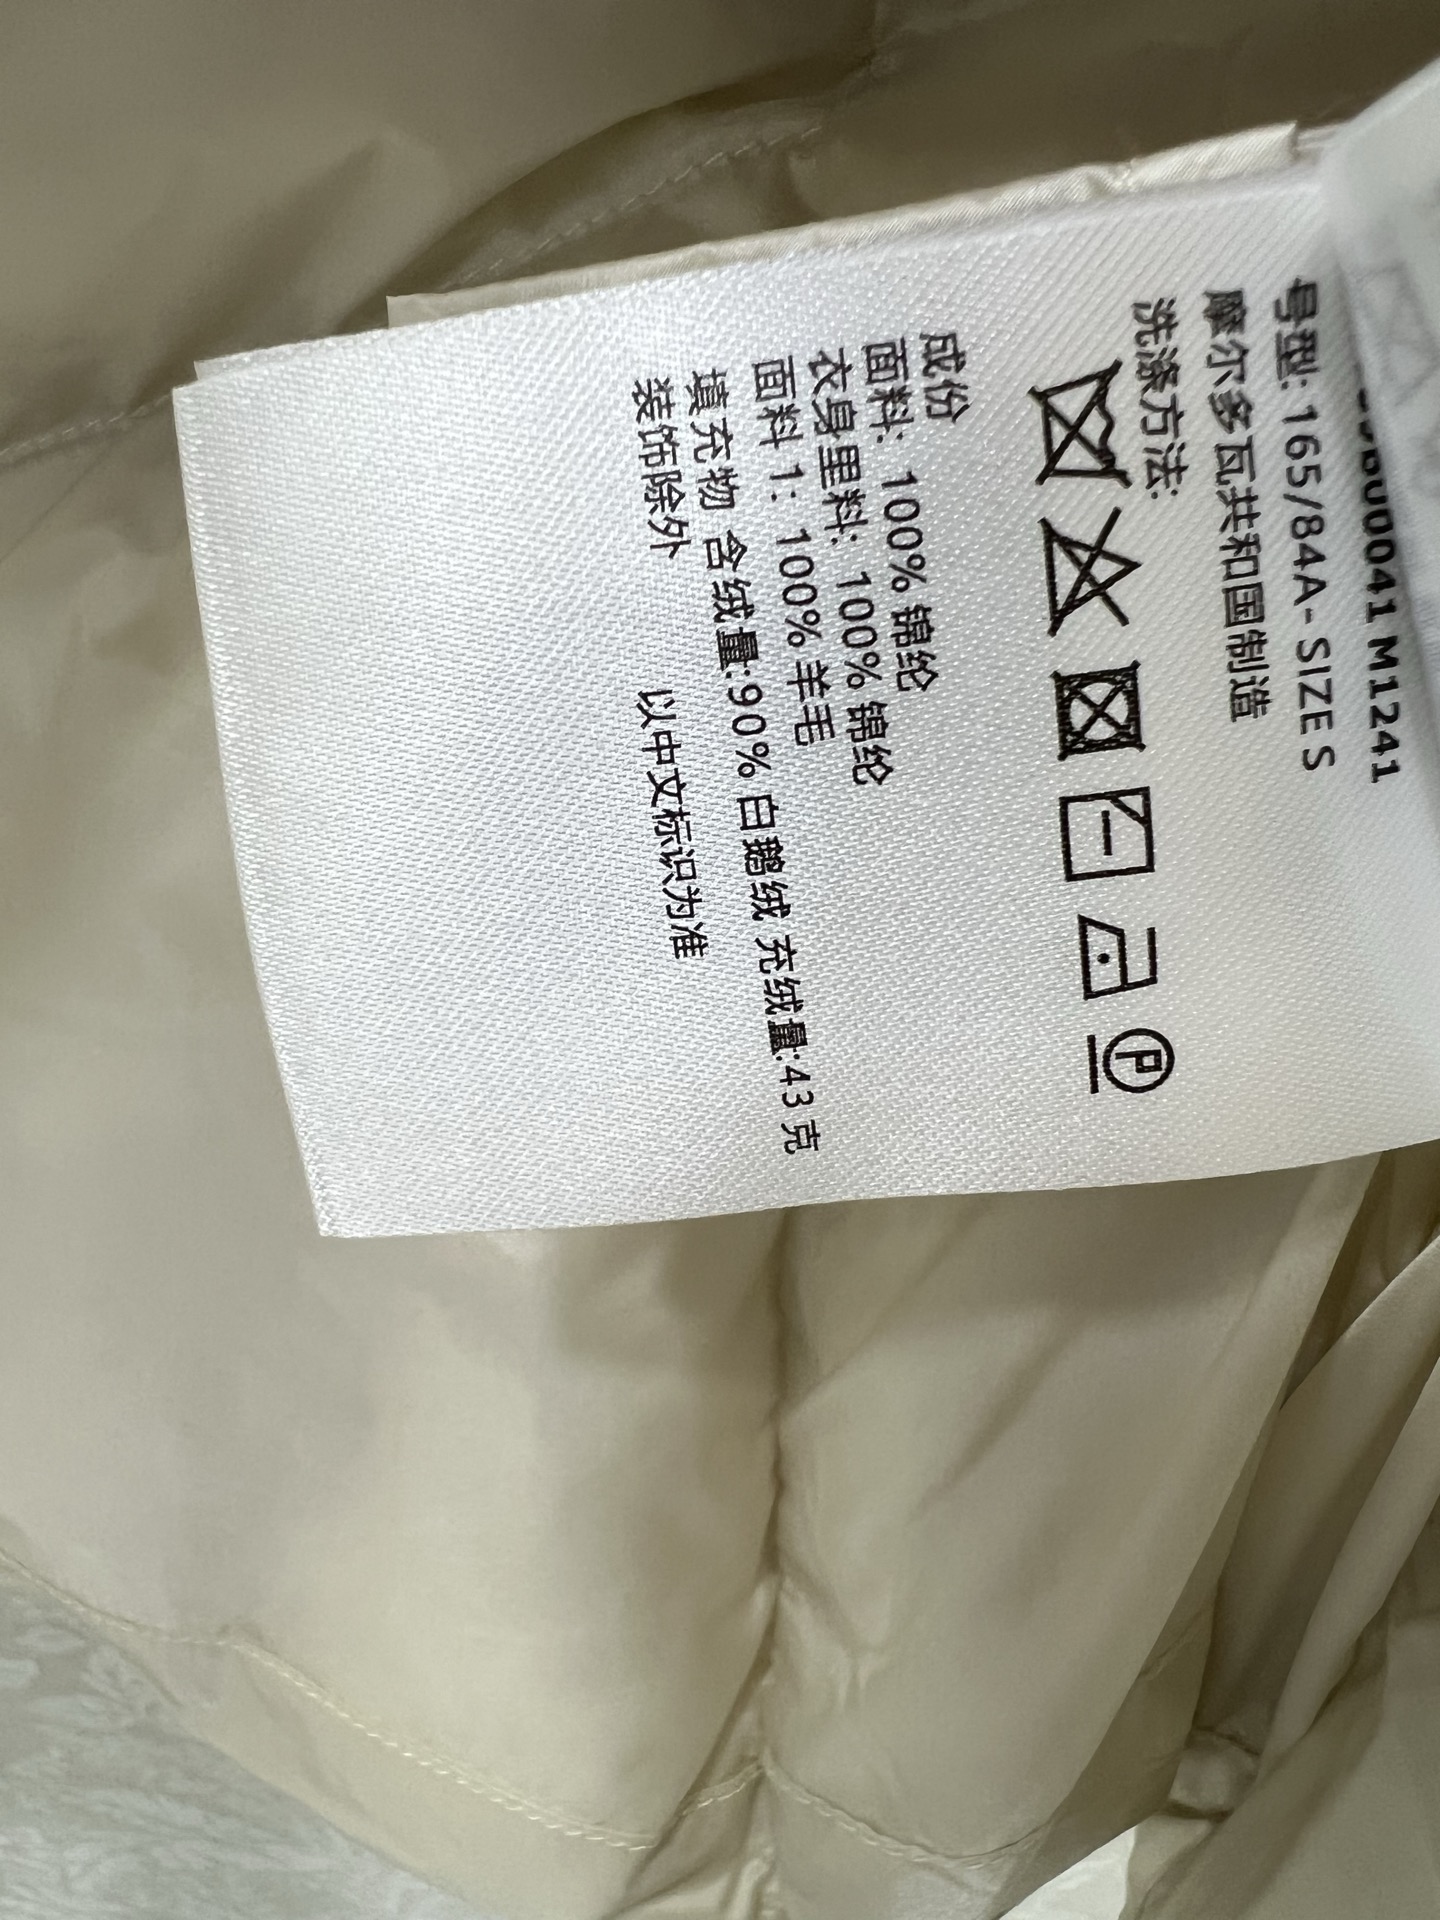 0041 M1241
号型: 165/84A-SIZE S
摩尔多瓦共和国制造
洗涤方法:
P
成份
面料: 100% 锦纶
衣身里料: 100% 锦纶
面料 1: 100% 羊毛
填充物 含绒量:90% 白鹅绒 充绒量:43 克
装饰除外 以中文标识为准